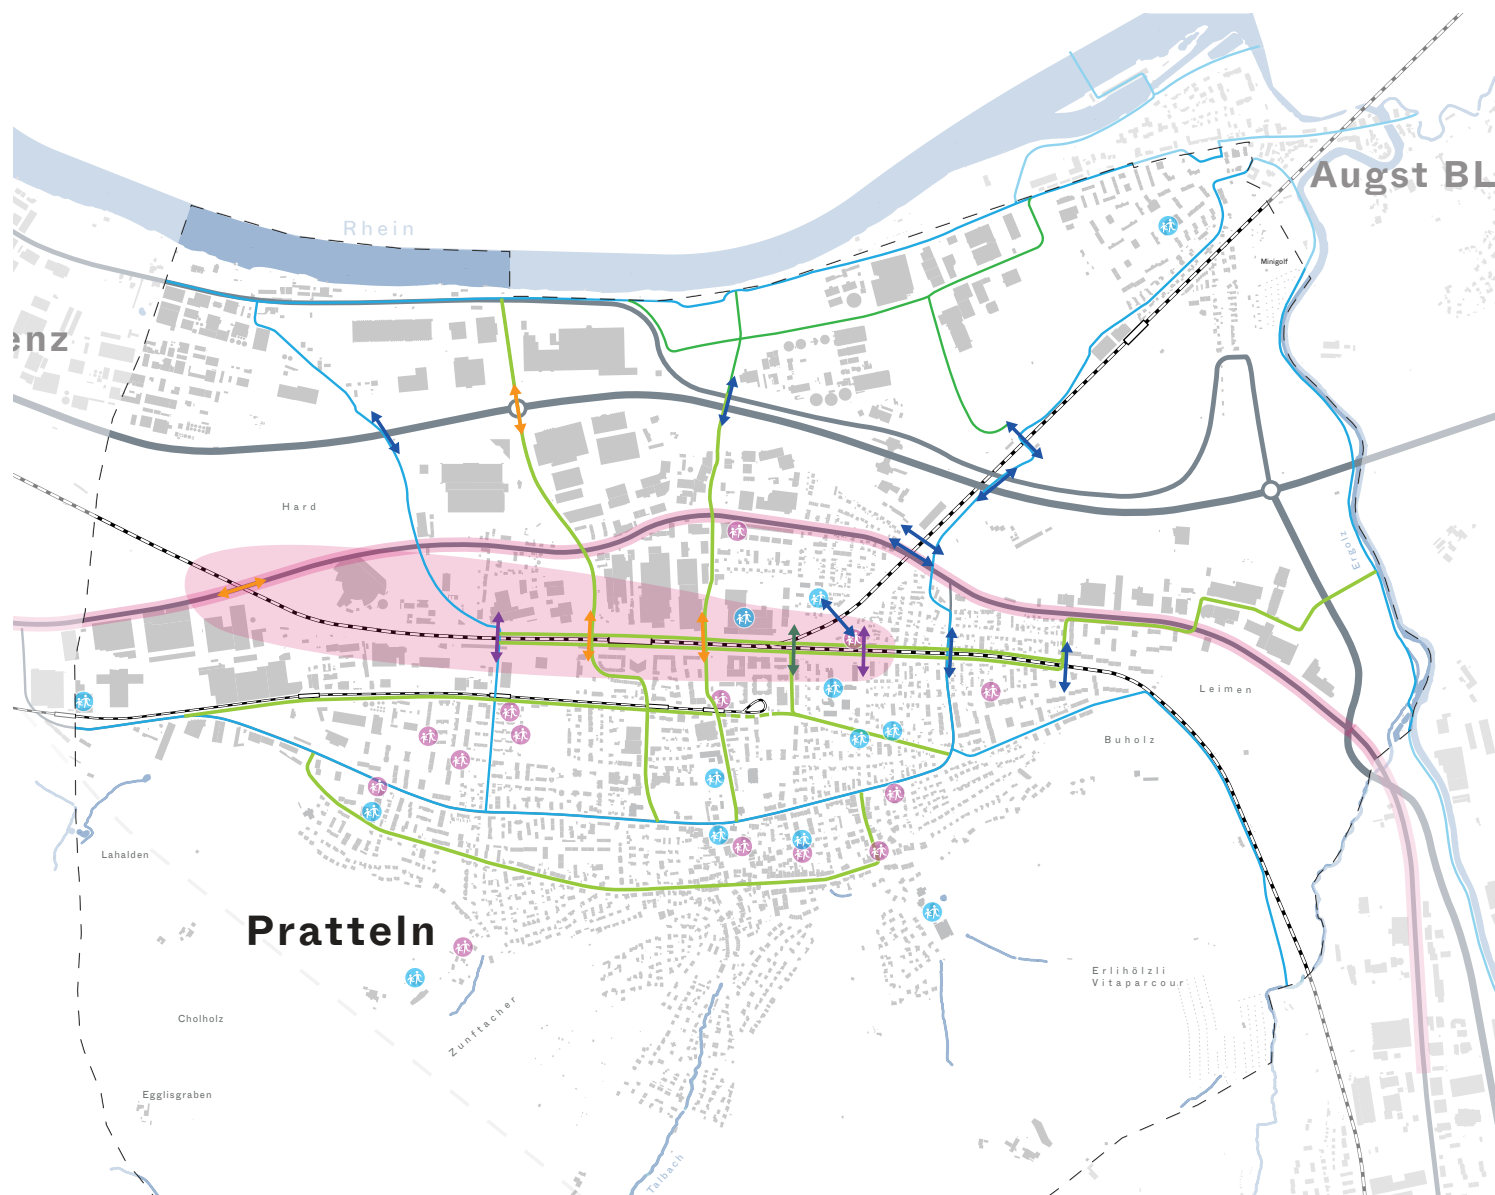 Augst BL
Rhein
Minigolf
enz
Hard
Ergolz
Leimen
Buholz
Lahalden
Pratteln
Erlihölzli
Vitaparcour
Zunftacher
Cholholz
Egglisgraben
Talbach